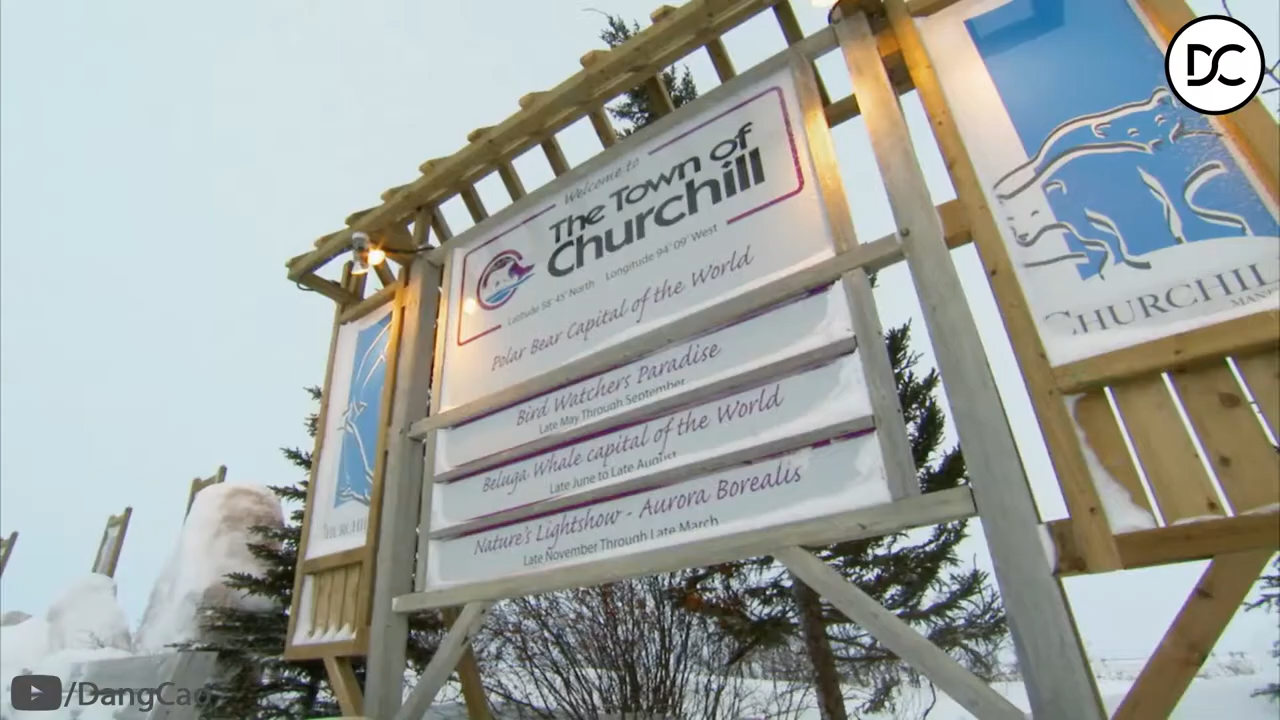 DC
Welcome to
The Town of
Churchill
Latitude 58° 45' North Longitude 94° 09' West
Polar Bear Capital of the World
Bird Watchers Paradise
Late May Through September
Beluga Whale capital of the World
Late June to Late August
Nature's Lightshow - Aurora Borealis
Late November Through Late March
CHURCHIL
CHURCHI
/DangCao